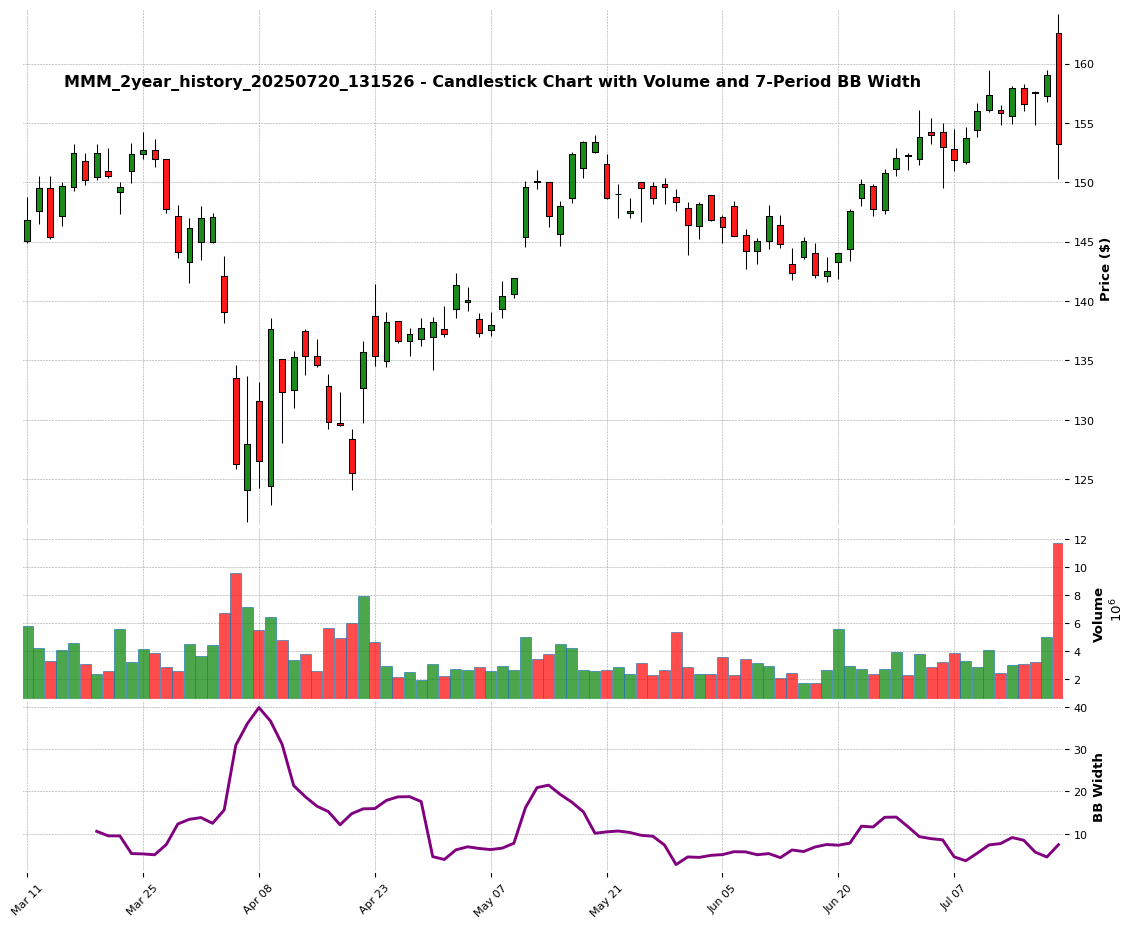 MMM_2year_history_20250720_131526 - Candlestick Chart with Volume and 7-Period BB Width
160
155
150
145
140
135
130
125
Price ($)
12
10
8
6
4
2
Volume
10^6
40
30
20
10
BB Width
Mar 11
Mar 25
Apr 08
Apr 23
May 07
May 21
Jun 05
Jun 20
Jul 07